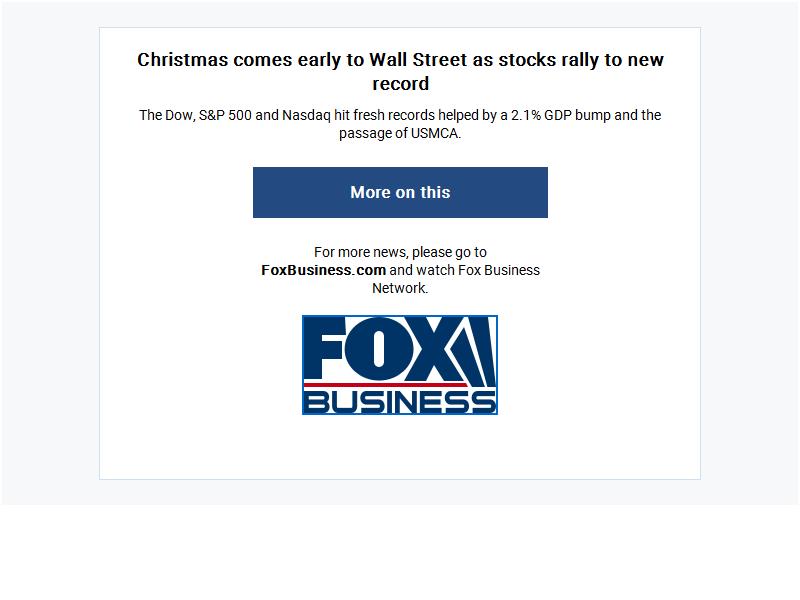 Christmas comes early to Wall Street as stocks rally to new
record
The Dow, S&P 500 and Nasdaq hit fresh records helped by a 2.1% GDP bump and the
passage of USMCA.
More on this
For more news, please go to
FoxBusiness.com and watch Fox Business
Network.
FOX
BUSINESS